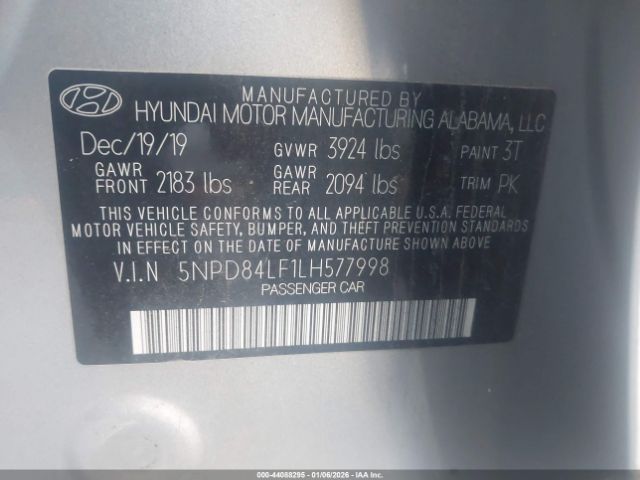 MANUFACTURED BY
HYUNDAI MOTOR MANUFACTURING ALABAMA, LLC
Dec/19/19 GVWR 3924 lbs PAINT 3T
GAWR FRONT 2183 lbs GAWR REAR 2094 lbs TRIM PK
THIS VEHICLE CONFORMS TO ALL APPLICABLE U.S.A. FEDERAL
MOTOR VEHICLE SAFETY, BUMPER, AND THEFT PREVENTION STANDARDS
IN EFFECT ON THE DATE OF MANUFACTURE SHOWN ABOVE.
V.I.N 5NPD84LF1LH577998
PASSENGER CAR
000-44088295 - 01/06/2026 - IAA Inc